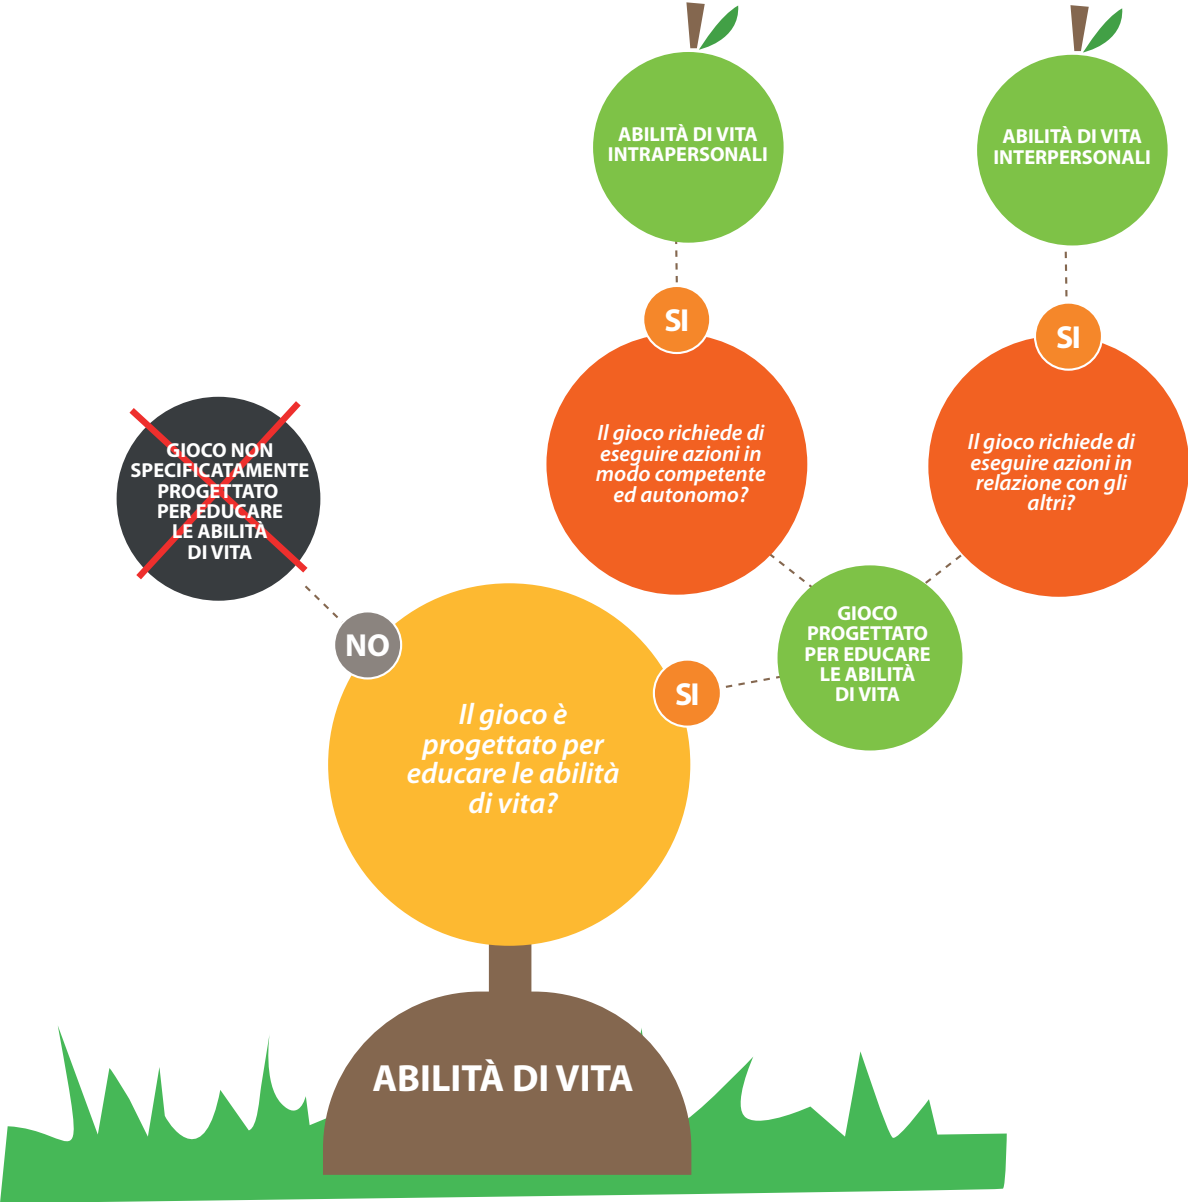 ABILITÀ DI VITA
INTRAPERSONALI
ABILITÀ DI VITA
INTERPERSONALI
SI
SI
Il gioco richiede di
eseguire azioni in
modo competente
ed autonomo?
Il gioco richiede di
eseguire azioni in
relazione con gli
altri?
GIOCO NON
SPECIFICATAMENTE
PROGETTATO
PER EDUCARE
LE ABILITÀ
DI VITA
GIOCO
PROGETTATO
PER EDUCARE
LE ABILITÀ
DI VITA
NO
SI
Il gioco è
progettato per
educare le abilità
di vita?
ABILITÀ DI VITA